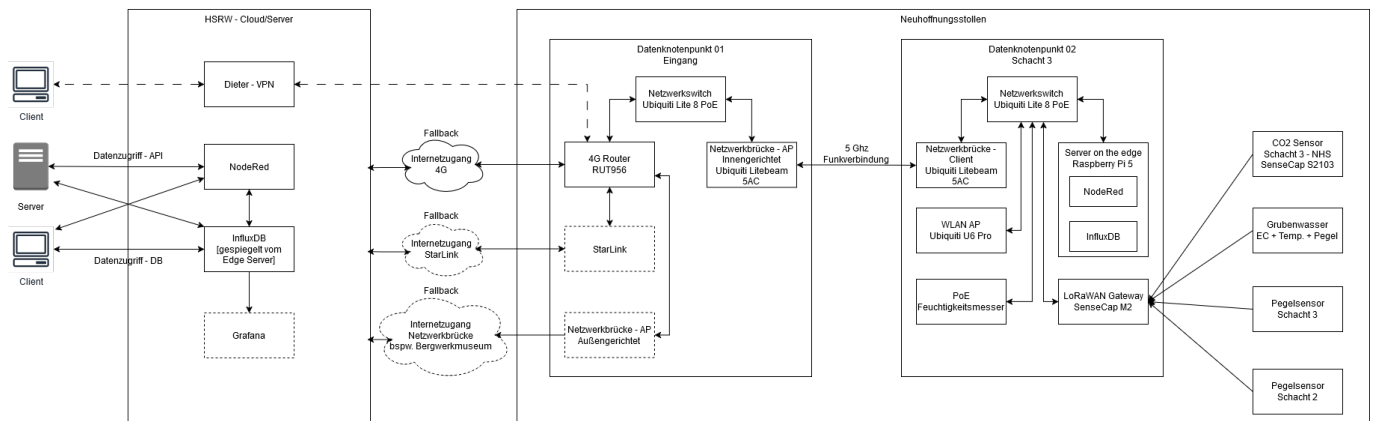 HSRW - Cloud/Server
Neuhoffnungsstollen
Client
Dieter - VPN
Datenzugriff - API
Server
NodeRed
Client
Datenzugriff - DB
InfluxDB
[gespiegelt vom
Edge Server]
Grafana
Fallback
Internetzugang
4G
Fallback
Internetzugang
StarLink
Fallback
Internetzugang
Netzwerkbrücke
bspw. Bergwerkmuseum
Datenknotenpunkt 01
Eingang
Netzwerkswitch
Ubiquiti Lite 8 PoE
4G Router
RUT956
Netzwerkbrücke - AP
Innengerichtet
Ubiquiti Litebeam
5AC
StarLink
Netzwerkbrücke - AP
Außengerichtet
5 Ghz
Funkverbindung
Datenknotenpunkt 02
Schacht 3
Netzwerkswitch
Ubiquiti Lite 8 PoE
Netzwerkbrücke -
Client
Ubiquiti Litebeam
5AC
Server on the edge
Raspberry Pi 5
NodeRed
InfluxDB
WLAN AP
Ubiquiti U6 Pro
PoE
Feuchtigkeitsmesser
LoRaWAN Gateway
SenseCap M2
CO2 Sensor
Schacht 3 - NHS
SenseCap S2103
Grubenwasser
EC + Temp. + Pegel
Pegelsensor
Schacht 3
Pegelsensor
Schacht 2